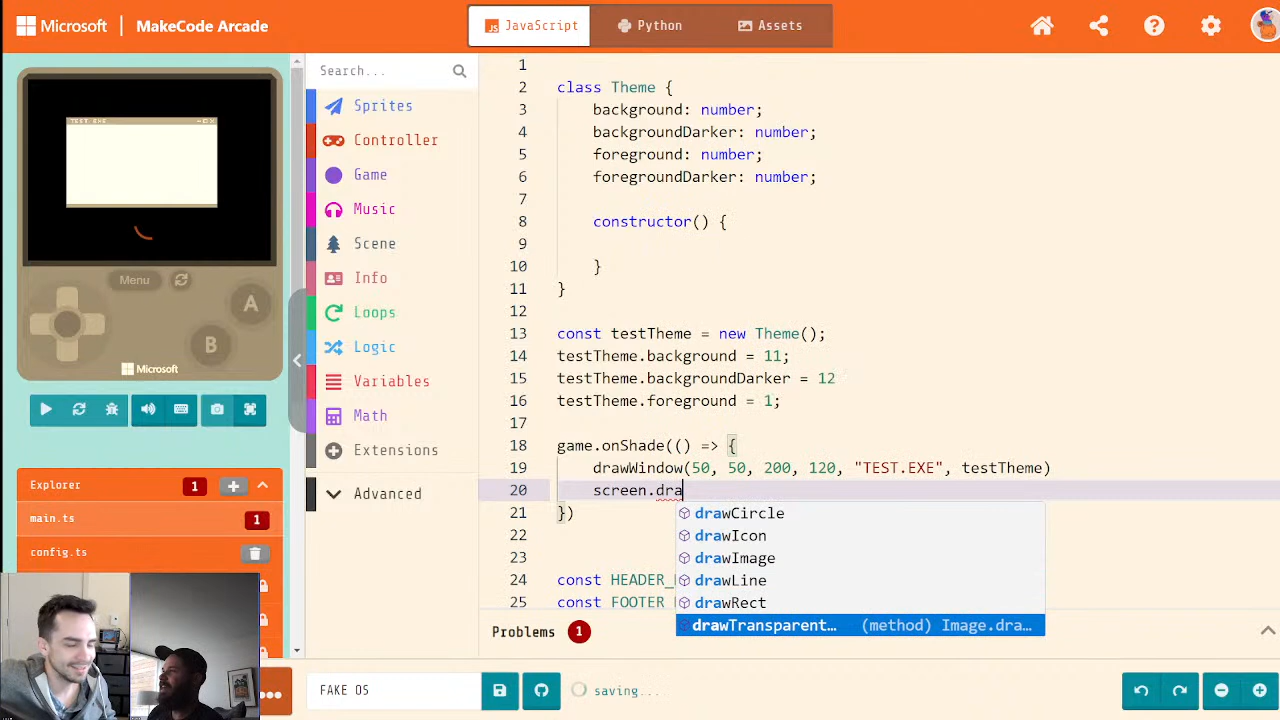 Microsoft | MakeCode Arcade
JavaScript
Python
Assets
Search...
Sprites
Controller
Game
Music
Scene
Info
Loops
Logic
Variables
Math
Extensions
Advanced
TEST.EXE
Menu
A
B
Microsoft
Explorer 1
main.ts 1
config.ts
1
2 class Theme {
3 background: number;
4 backgroundDarker: number;
5 foreground: number;
6 foregroundDarker: number;
7
8 constructor() {
9
10 }
11 }
12
13 const testTheme = new Theme();
14 testTheme.background = 11;
15 testTheme.backgroundDarker = 12
16 testTheme.foreground = 1;
17
18 game.onShade(() => {
19 drawWindow(50, 50, 200, 120, "TEST.EXE", testTheme)
20 screen.dra
21 })
22
23
24 const HEADER_
25 const FOOTER
drawCircle
drawIcon
drawImage
drawLine
drawRect
drawTransparent... (method) Image.dra...
Problems 1
FAKE OS
saving...